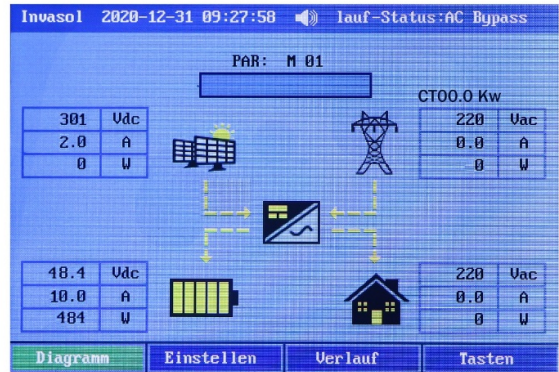 Invasol 2020-12-31 09:27:58 lauf-Status:AC Bypass
PAR: M 01
CT00.0 Kw
301 Vdc
2.0 A
0 W
220 Vac
0.0 A
0 W
48.4 Vdc
10.0 A
484 W
220 Vac
0.0 A
0 W
Diagramm Einstellen Verlauf Tasten